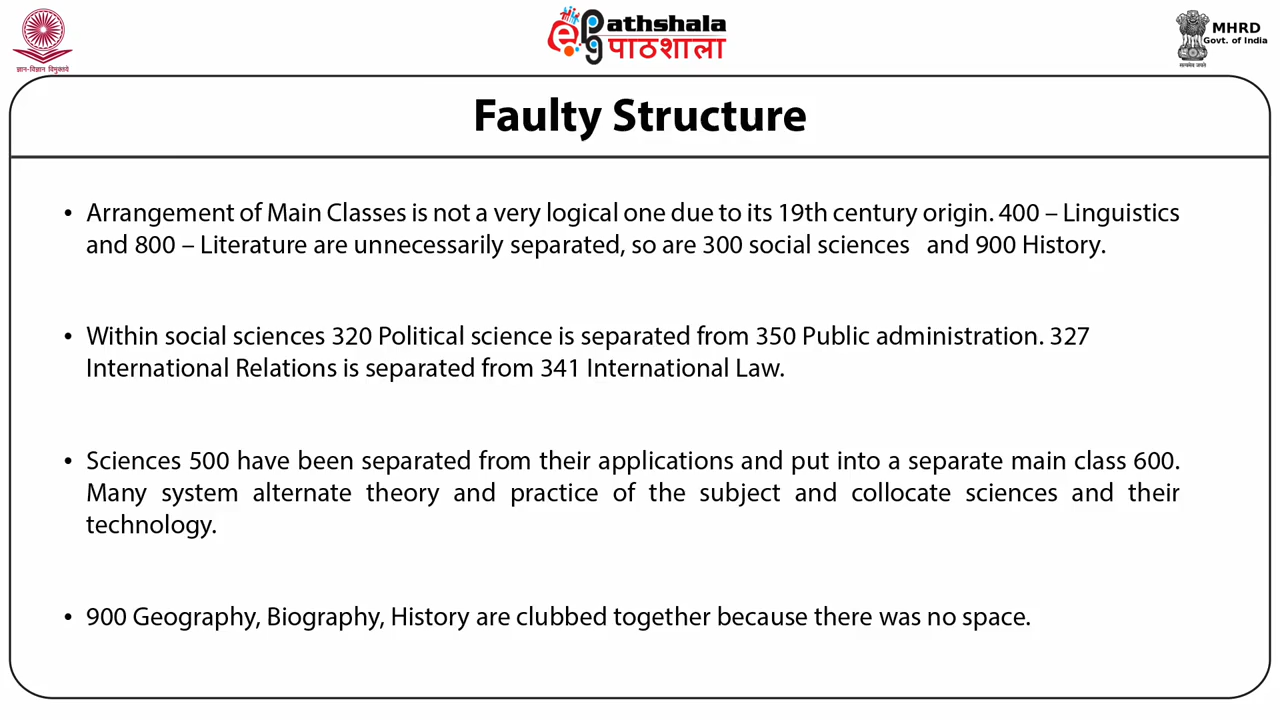 ज्ञान-विज्ञान विमुक्तये
epg athshala
पाठशाला
MHRD
Govt. of India
सत्यमेव जयते
Faulty Structure
• Arrangement of Main Classes is not a very logical one due to its 19th century origin. 400 – Linguistics
and 800 – Literature are unnecessarily separated, so are 300 social sciences and 900 History.
• Within social sciences 320 Political science is separated from 350 Public administration. 327
International Relations is separated from 341 International Law.
• Sciences 500 have been separated from their applications and put into a separate main class 600.
Many system alternate theory and practice of the subject and collocate sciences and their
technology.
• 900 Geography, Biography, History are clubbed together because there was no space.